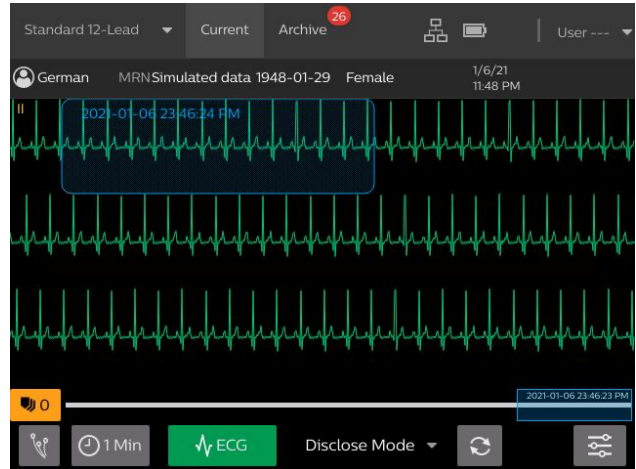 Standard 12-Lead Current Archive 26 User ---
German MRN Simulated data 1948-01-29 Female 1/6/21
11:48 PM
II 2021-01-06 23:46:24 PM
0 2021-01-06 23:46:23 PM
1 Min ECG Disclose Mode